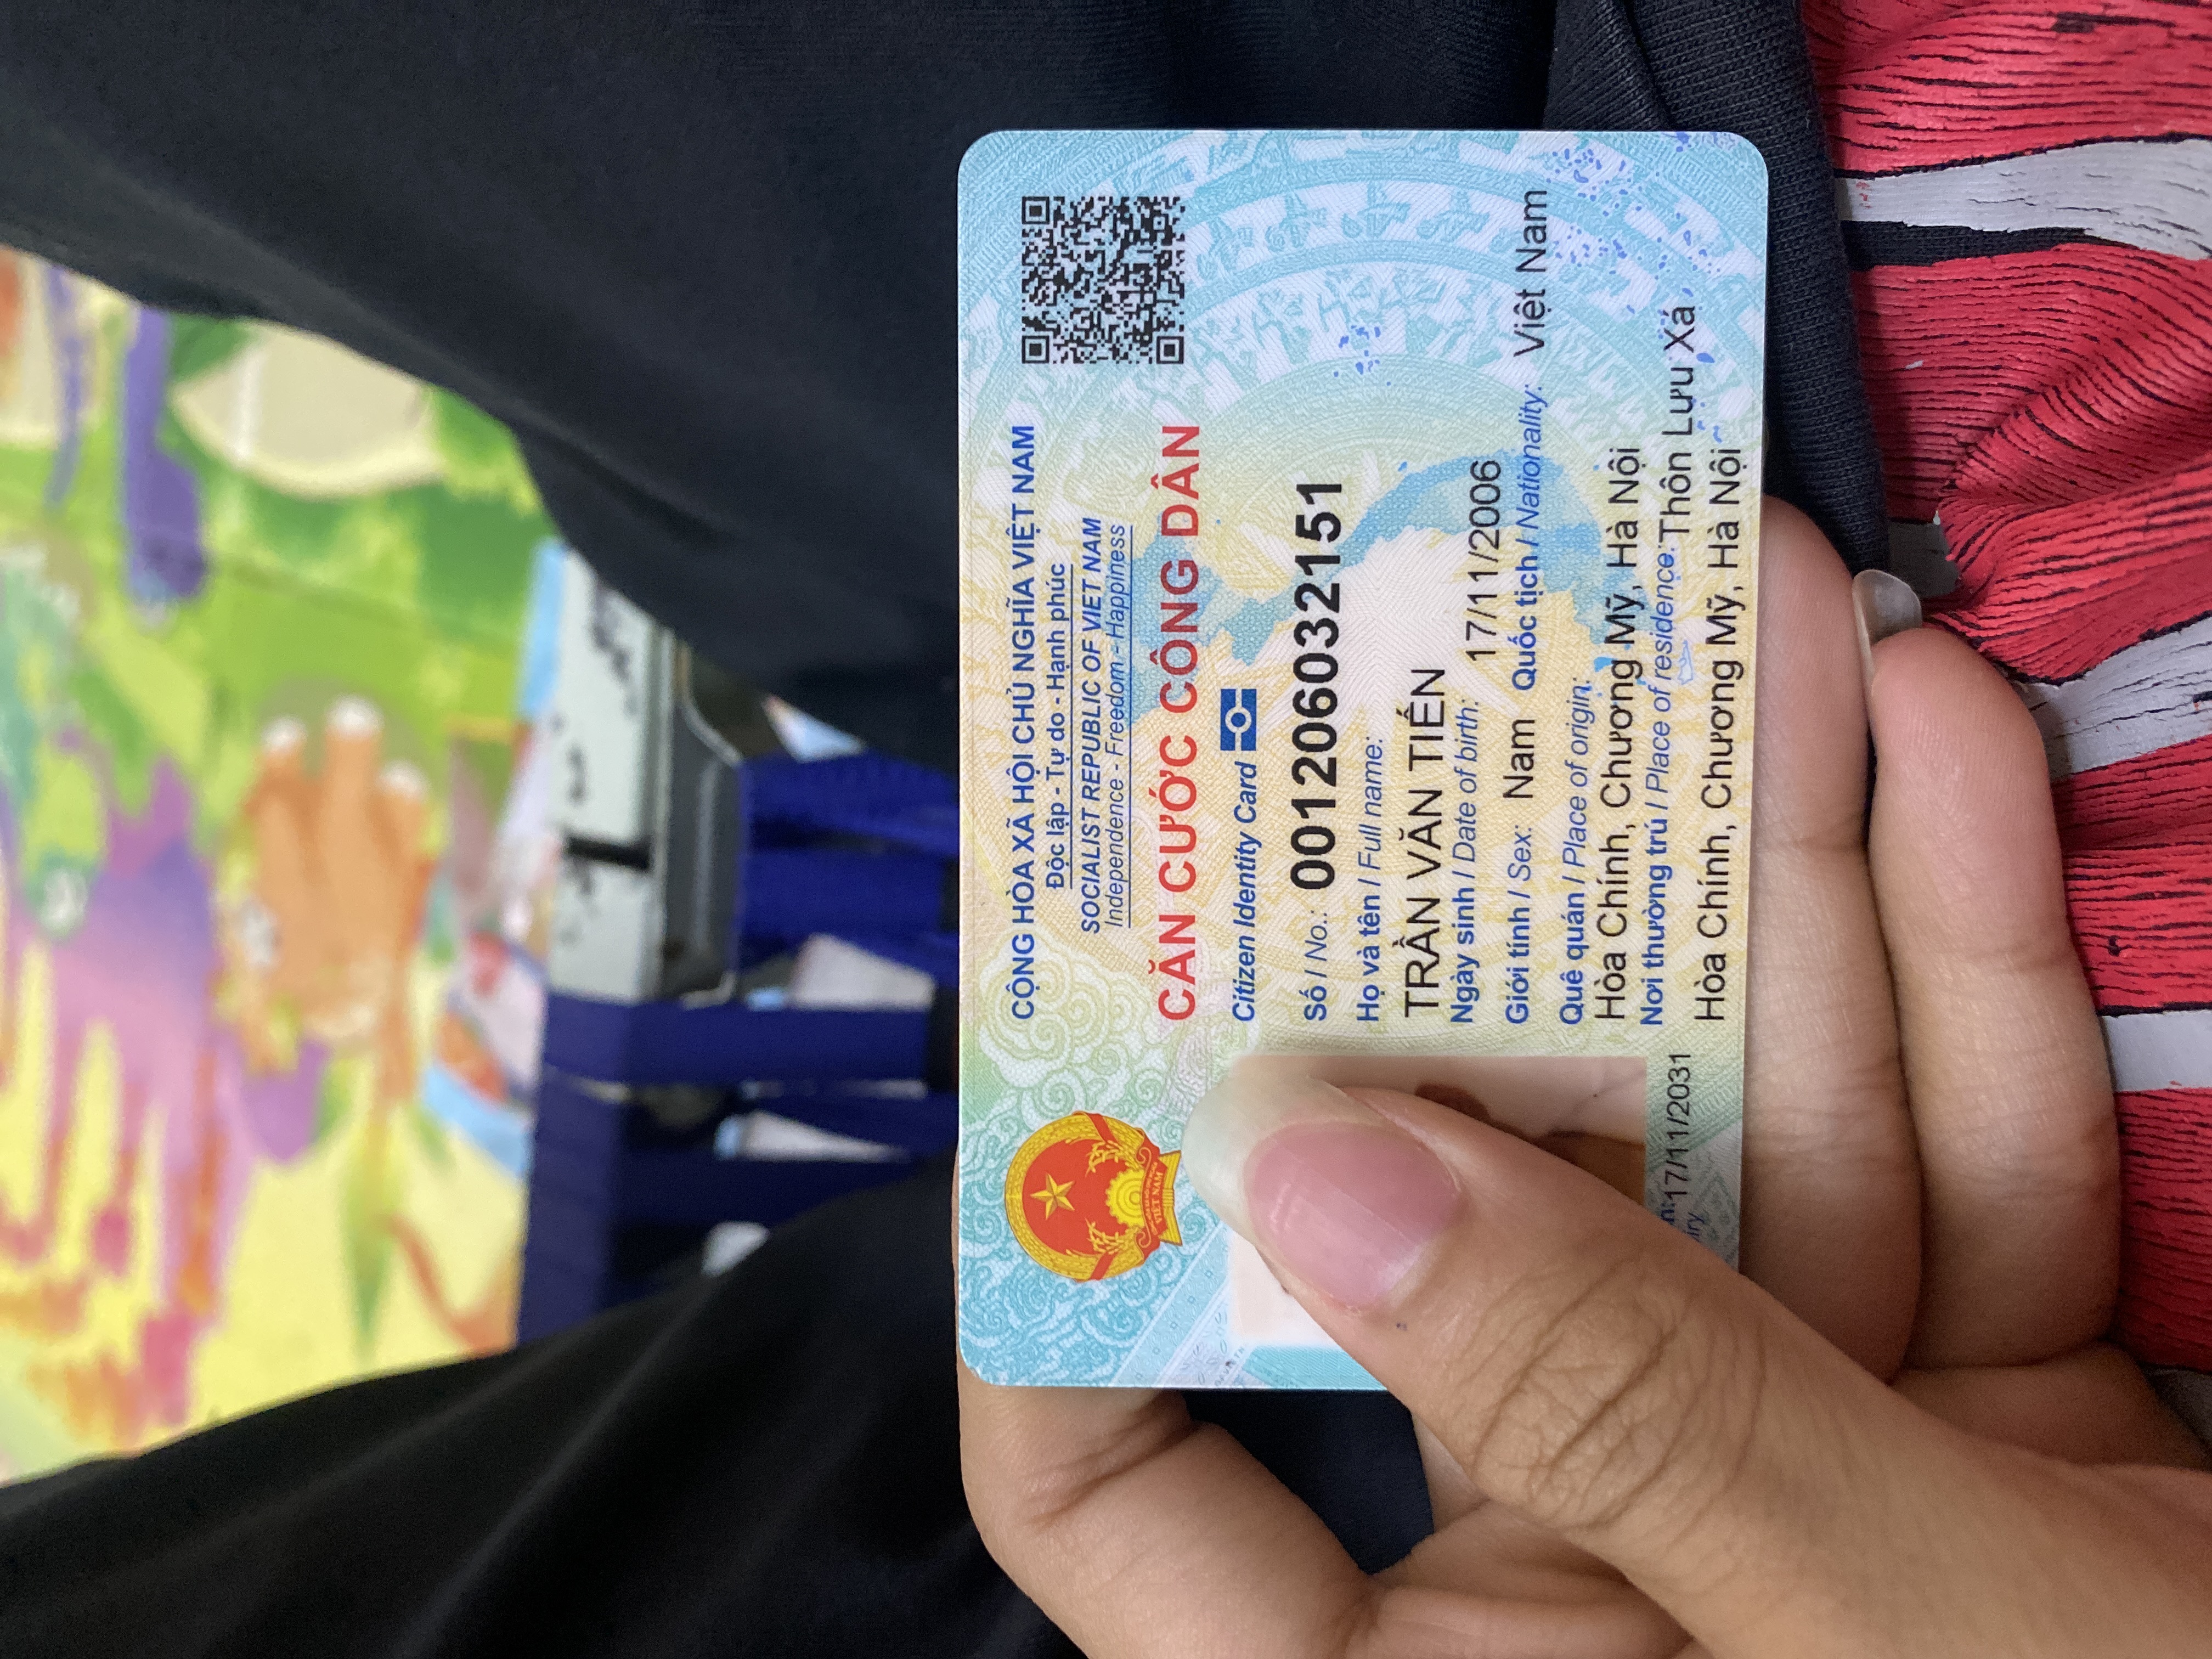 CỘNG HÒA XÃ HỘI CHỦ NGHĨA VIỆT NAM
Độc lập - Tự do - Hạnh phúc
SOCIALIST REPUBLIC OF VIET NAM
Independence - Freedom - Happiness
CĂN CƯỚC CÔNG DÂN
Citizen Identity Card
Số / No.: 001206032151
Họ và tên / Full name:
TRẦN VĂN TIẾN
Ngày sinh / Date of birth: 17/11/2006
Giới tính / Sex: Nam Quốc tịch / Nationality: Việt Nam
Quê quán / Place of origin:
Hòa Chính, Chương Mỹ, Hà Nội
Nơi thường trú / Place of residence: Thôn Lưu Xá
Hòa Chính, Chương Mỹ, Hà Nội
17/11/2031
VIỆT NAM